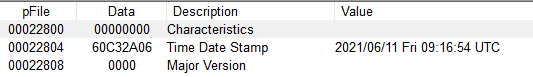 pFile Data Description Value
00022800 00000000 Characteristics
00022804 60C32A06 Time Date Stamp 2021/06/11 Fri 09:16:54 UTC
00022808 0000 Major Version